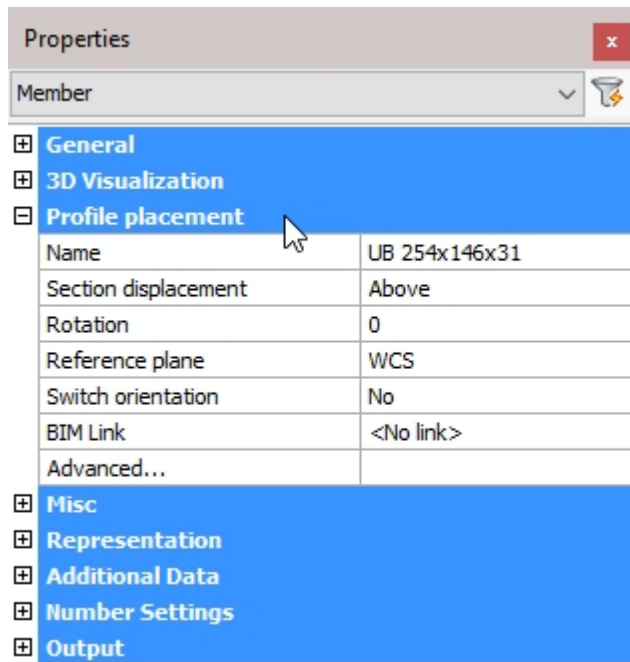 Properties
Member
General
3D Visualization
Profile placement
Name UB 254x146x31
Section displacement Above
Rotation 0
Reference plane WCS
Switch orientation No
BIM Link <No link>
Advanced...
Misc
Representation
Additional Data
Number Settings
Output